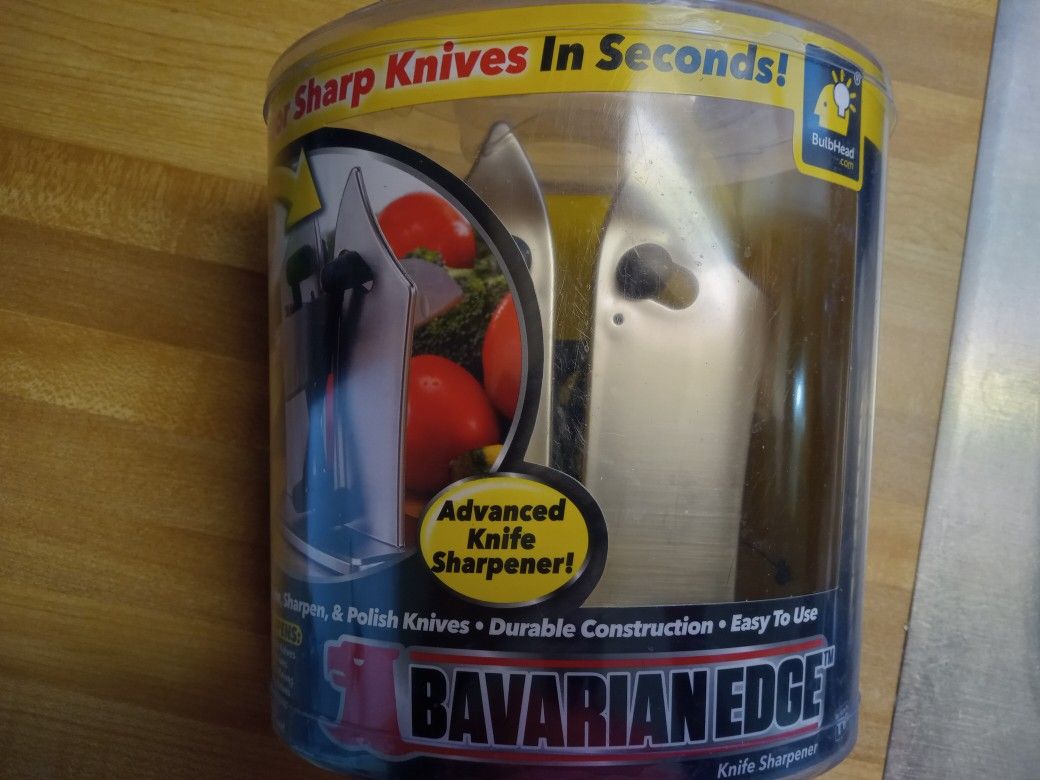 Sharp Knives In Seconds!
BulbHead
.com
Advanced
Knife
Sharpener!
Sharpen, & Polish Knives • Durable Construction • Easy To Use
BAVARIAN EDGE™
Knife Sharpener